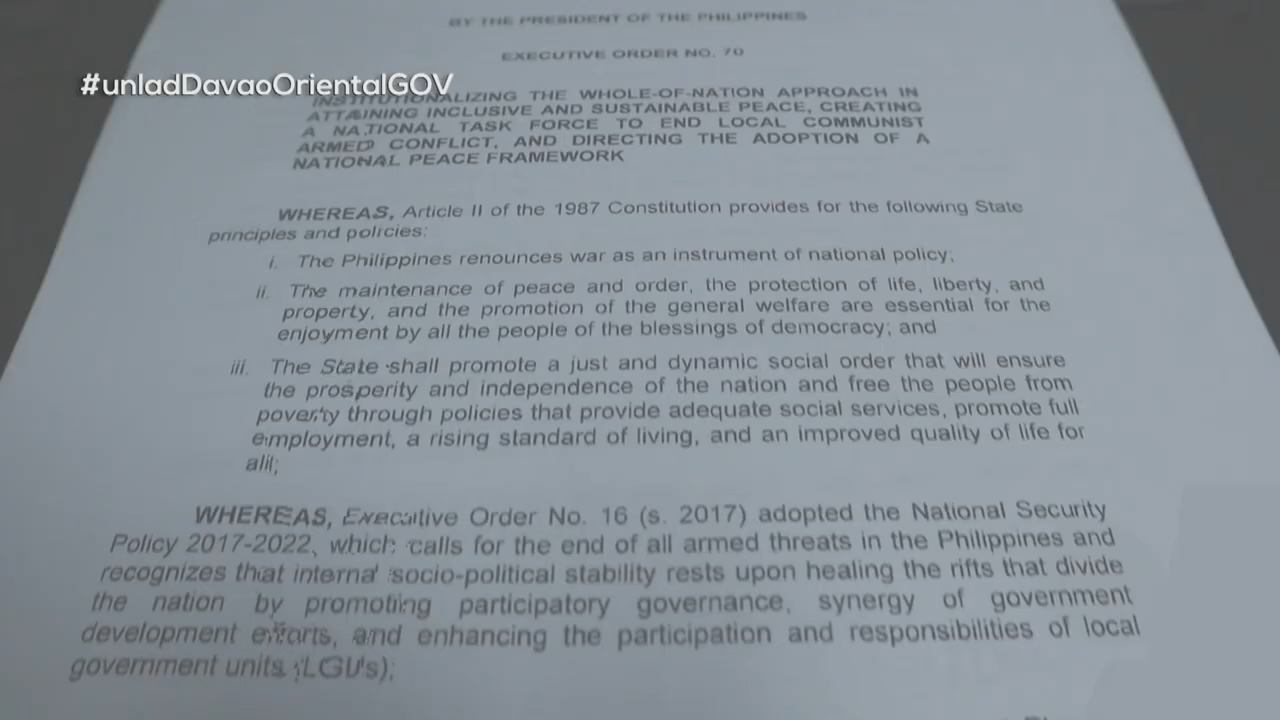 BY THE PRESIDENT OF THE PHILIPPINES
EXECUTIVE ORDER NO. 70
#unladDavaoOrientalGOV
INSTITUTIONALIZING THE WHOLE-OF-NATION APPROACH IN
ATTAINING INCLUSIVE AND SUSTAINABLE PEACE, CREATING
A NATIONAL TASK FORCE TO END LOCAL COMMUNIST
ARMED CONFLICT, AND DIRECTING THE ADOPTION OF A
NATIONAL PEACE FRAMEWORK
WHEREAS, Article II of the 1987 Constitution provides for the following State
principles and policies:
i. The Philippines renounces war as an instrument of national policy;
ii. The maintenance of peace and order, the protection of life, liberty, and
property, and the promotion of the general welfare are essential for the
enjoyment by all the people of the blessings of democracy; and
iii. The State shall promote a just and dynamic social order that will ensure
the prosperity and independence of the nation and free the people from
poverty through policies that provide adequate social services, promote full
employment, a rising standard of living, and an improved quality of life for
all;
WHEREAS, Executive Order No. 16 (s. 2017) adopted the National Security
Policy 2017-2022, which calls for the end of all armed threats in the Philippines and
recognizes that internal socio-political stability rests upon healing the rifts that divide
the nation by promoting participatory governance, synergy of government
development efforts, and enhancing the participation and responsibilities of local
government units (LGUs);